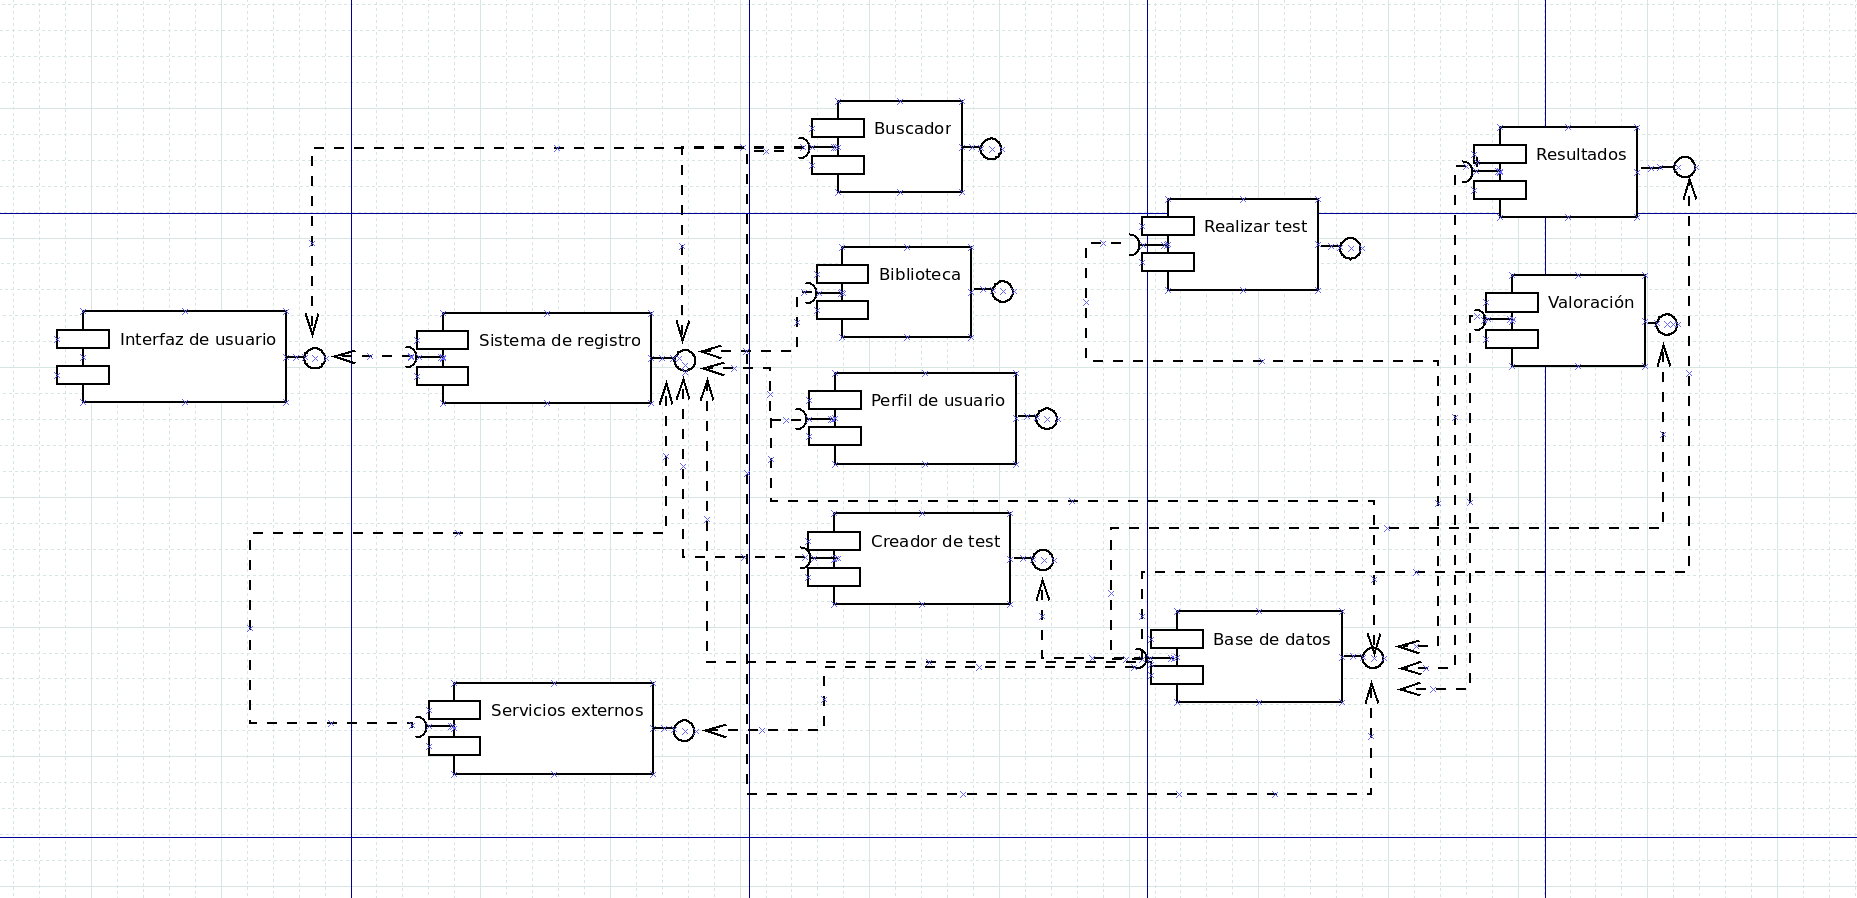 Buscador
Resultados
Realizar test
Biblioteca
Valoración
Interfaz de usuario
Sistema de registro
Perfil de usuario
Creador de test
Base de datos
Servicios externos